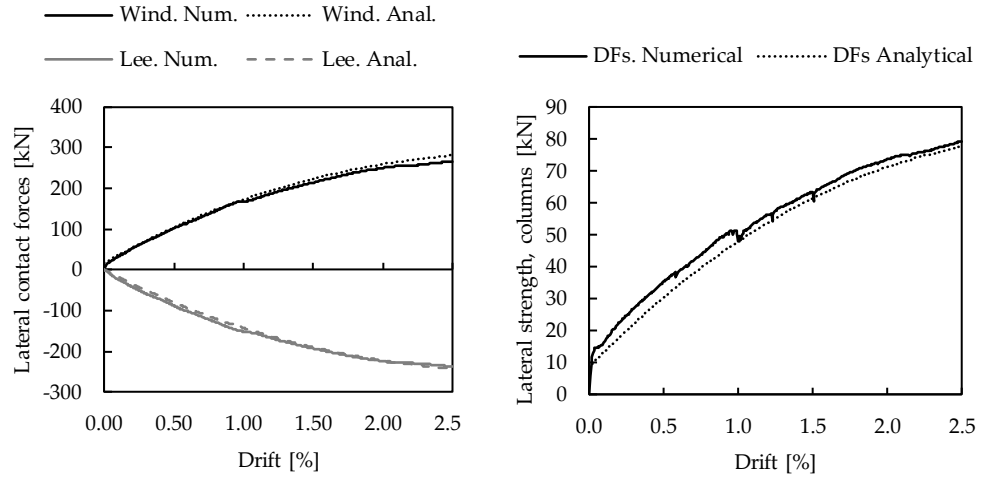 Wind. Num. Wind. Anal.
Lee. Num. Lee. Anal.
Lateral contact forces [kN]
400
300
200
100
0
-100
-200
-300
0.00 0.50 1.00 1.50 2.00 2.5
Drift [%]
DFs. Numerical DFs Analytical
Lateral strength, columns [kN]
90
80
70
60
50
40
30
20
10
0
0.0 0.5 1.0 1.5 2.0 2.5
Drift [%]